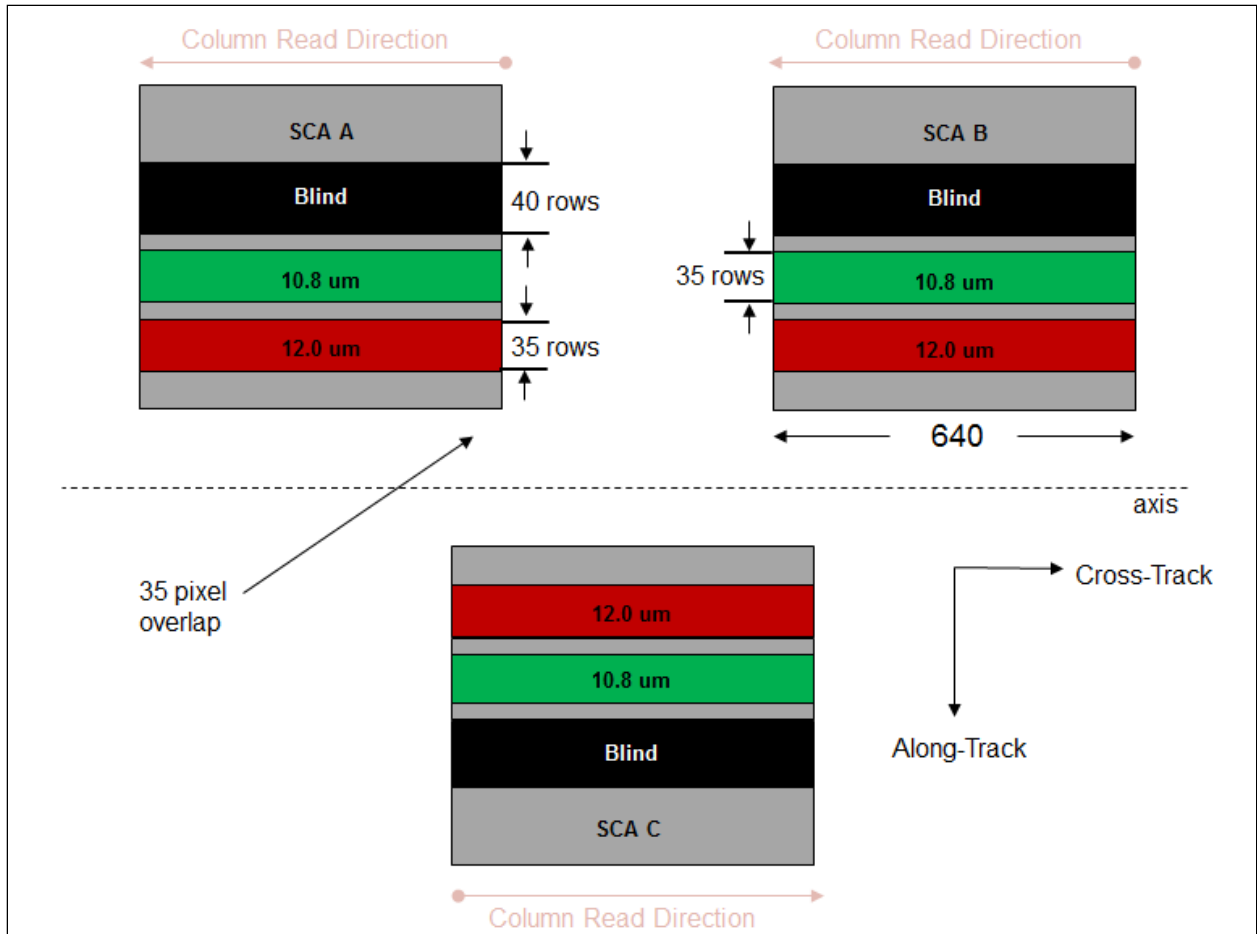 Column Read Direction
Column Read Direction
SCA A
SCA B
Blind
40 rows
Blind
10.8 um
35 rows
10.8 um
12.0 um
35 rows
12.0 um
640
axis
35 pixel
overlap
Cross-Track
12.0 um
10.8 um
Along-Track
Blind
SCA C
Column Read Direction